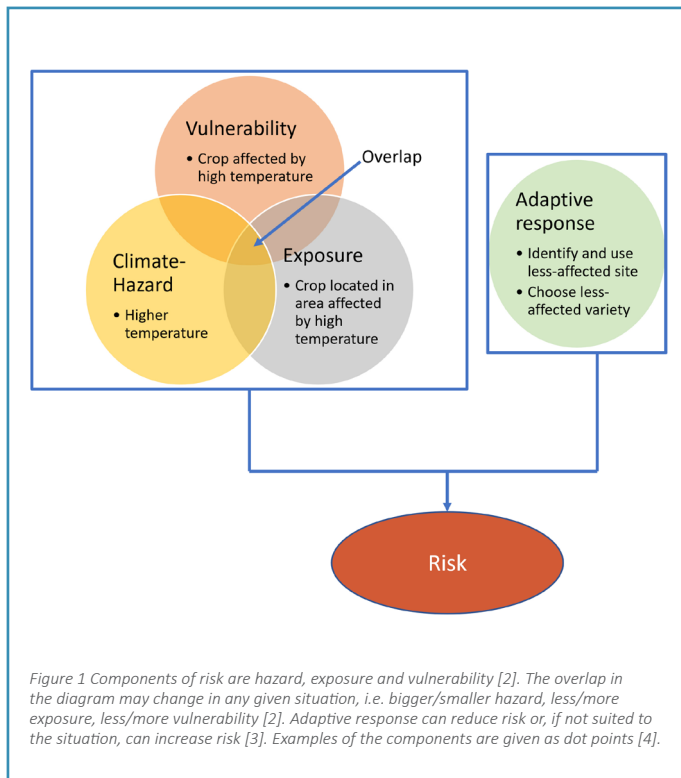 Vulnerability
• Crop affected by
high temperature
Overlap
Climate-
Hazard
• Higher
temperature
Exposure
• Crop located in
area affected
by high
temperature
Adaptive
response
• Identify and use
less-affected site
• Choose less-
affected variety
Risk
Figure 1 Components of risk are hazard, exposure and vulnerability [2]. The overlap in
the diagram may change in any given situation, i.e. bigger/smaller hazard, less/more
exposure, less/more vulnerability [2]. Adaptive response can reduce risk or, if not suited to
the situation, can increase risk [3]. Examples of the components are given as dot points [4].